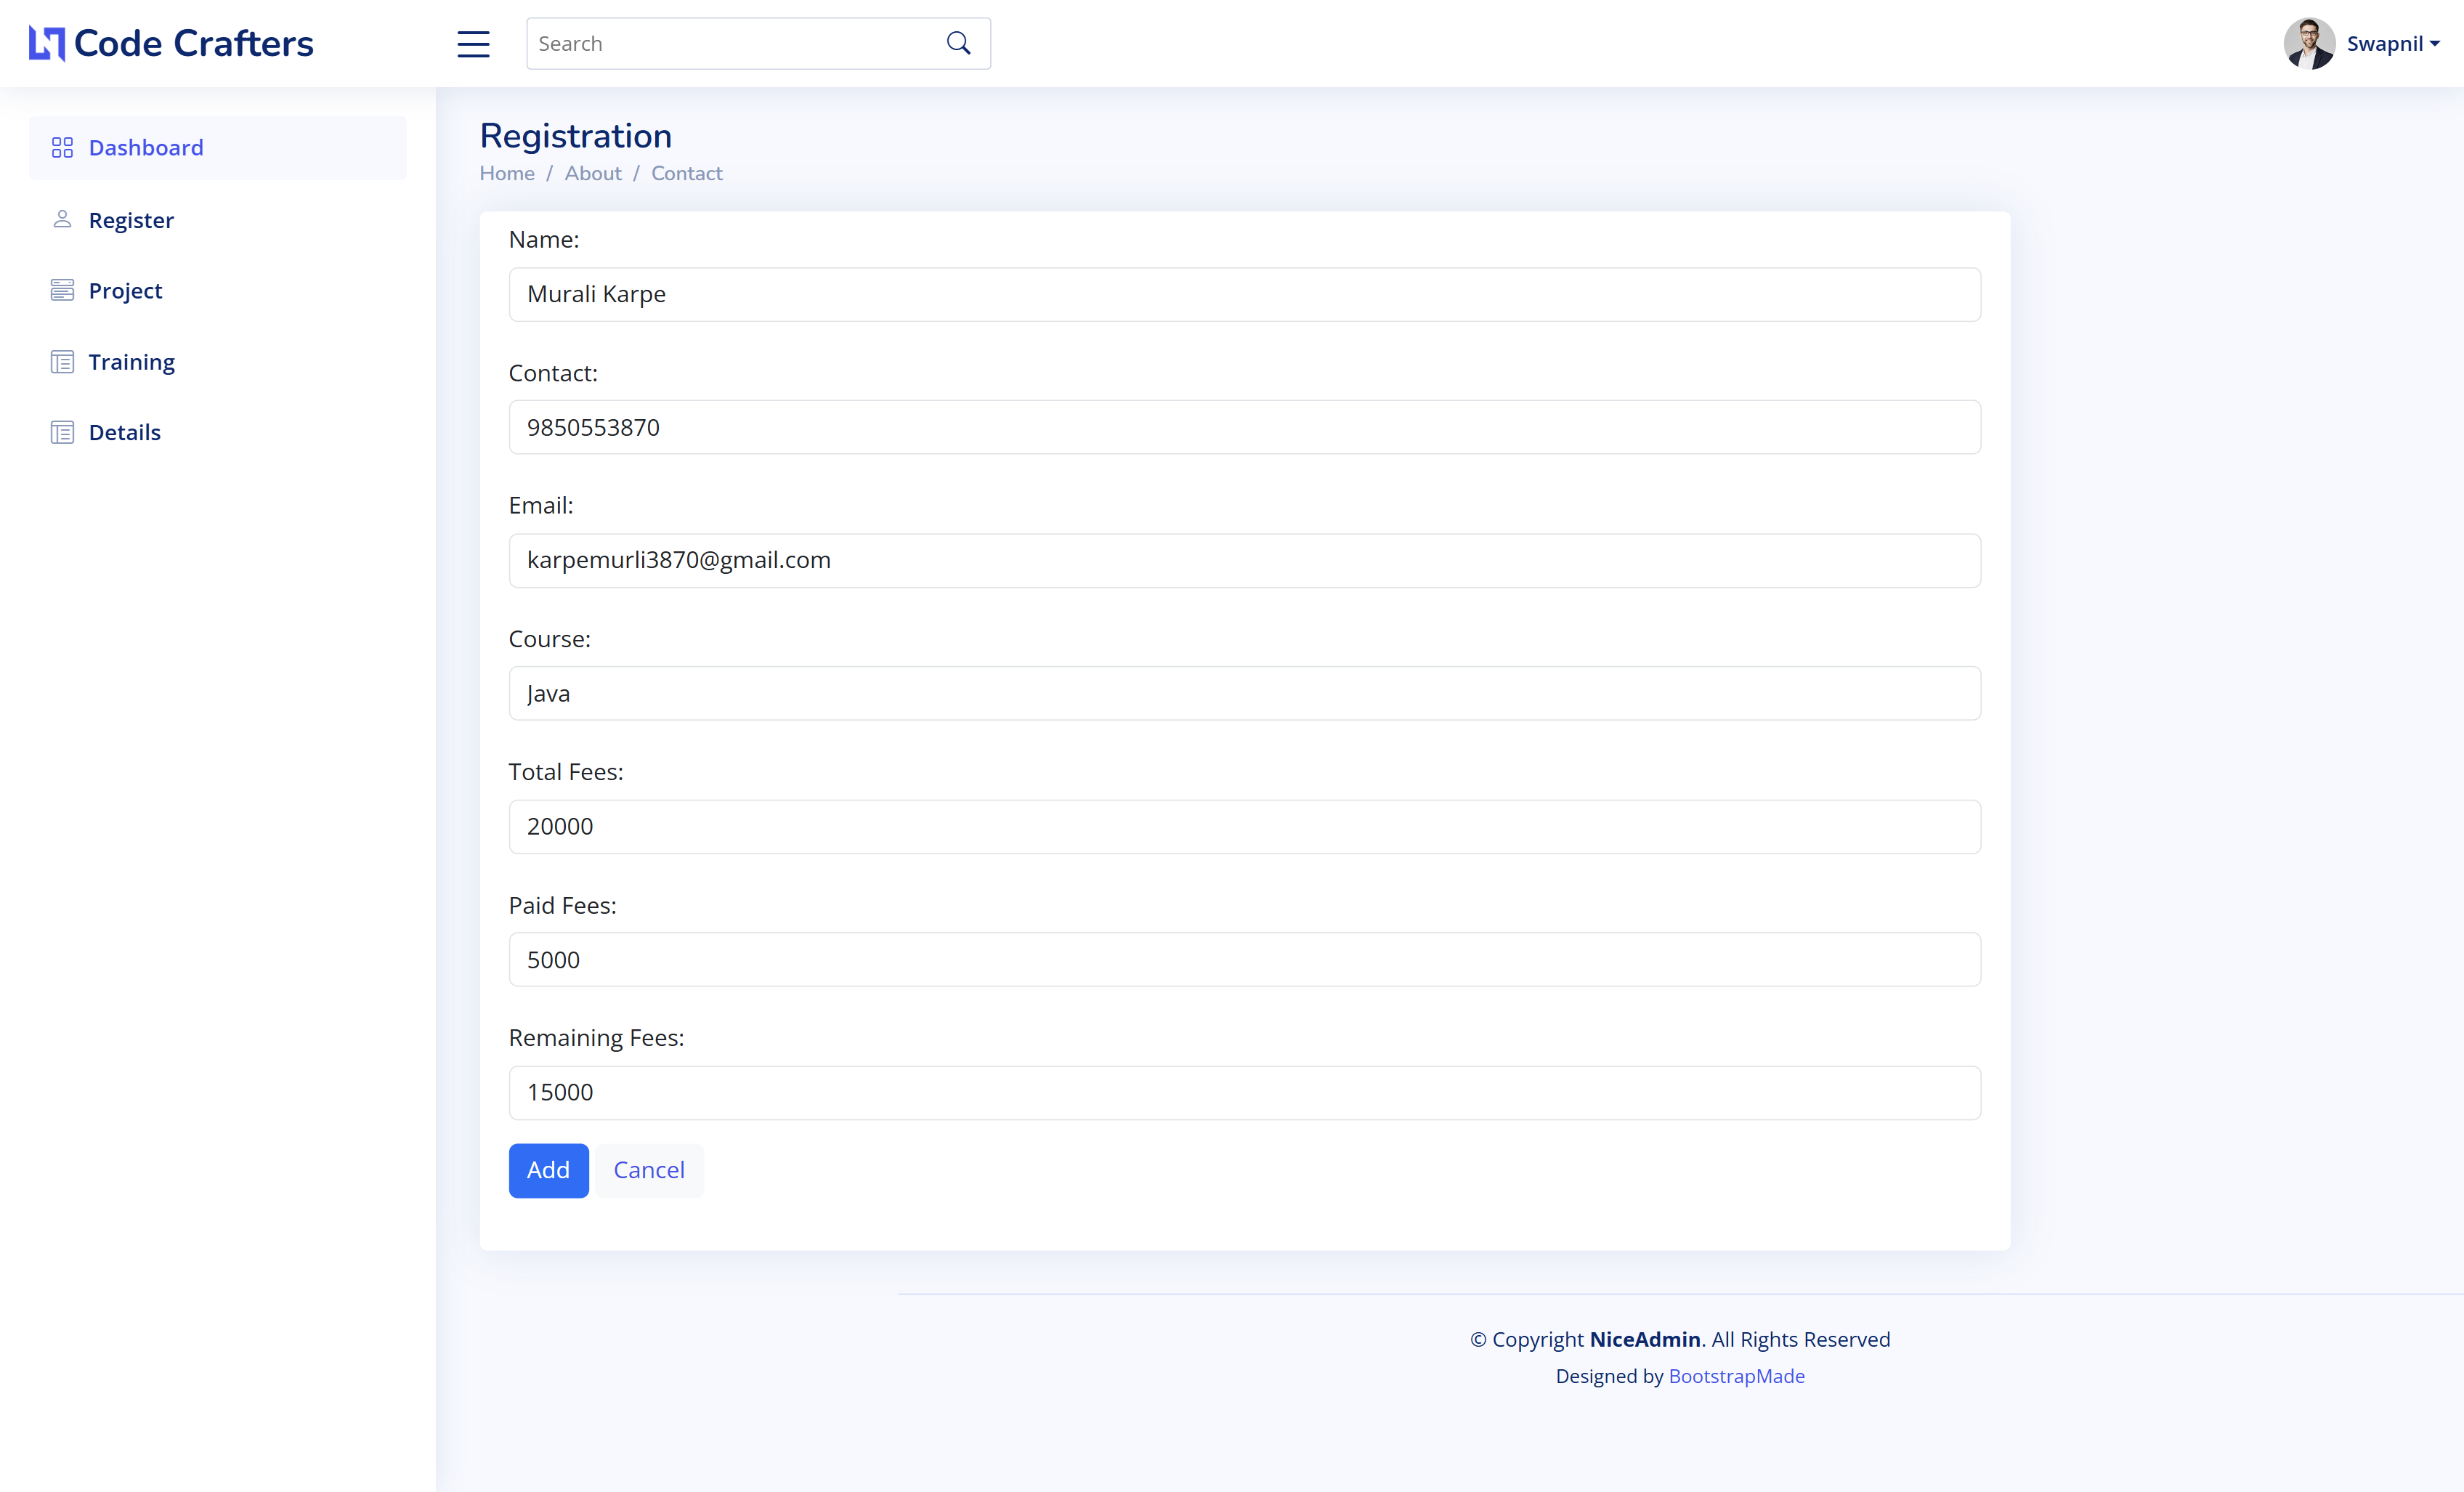 Code Crafters
Search
Swapnil
Dashboard
Register
Project
Training
Details
Registration
Home / About / Contact
Name:
Murali Karpe
Contact:
9850553870
Email:
karpemurli3870@gmail.com
Course:
Java
Total Fees:
20000
Paid Fees:
5000
Remaining Fees:
15000
Add Cancel
© Copyright NiceAdmin. All Rights Reserved
Designed by BootstrapMade